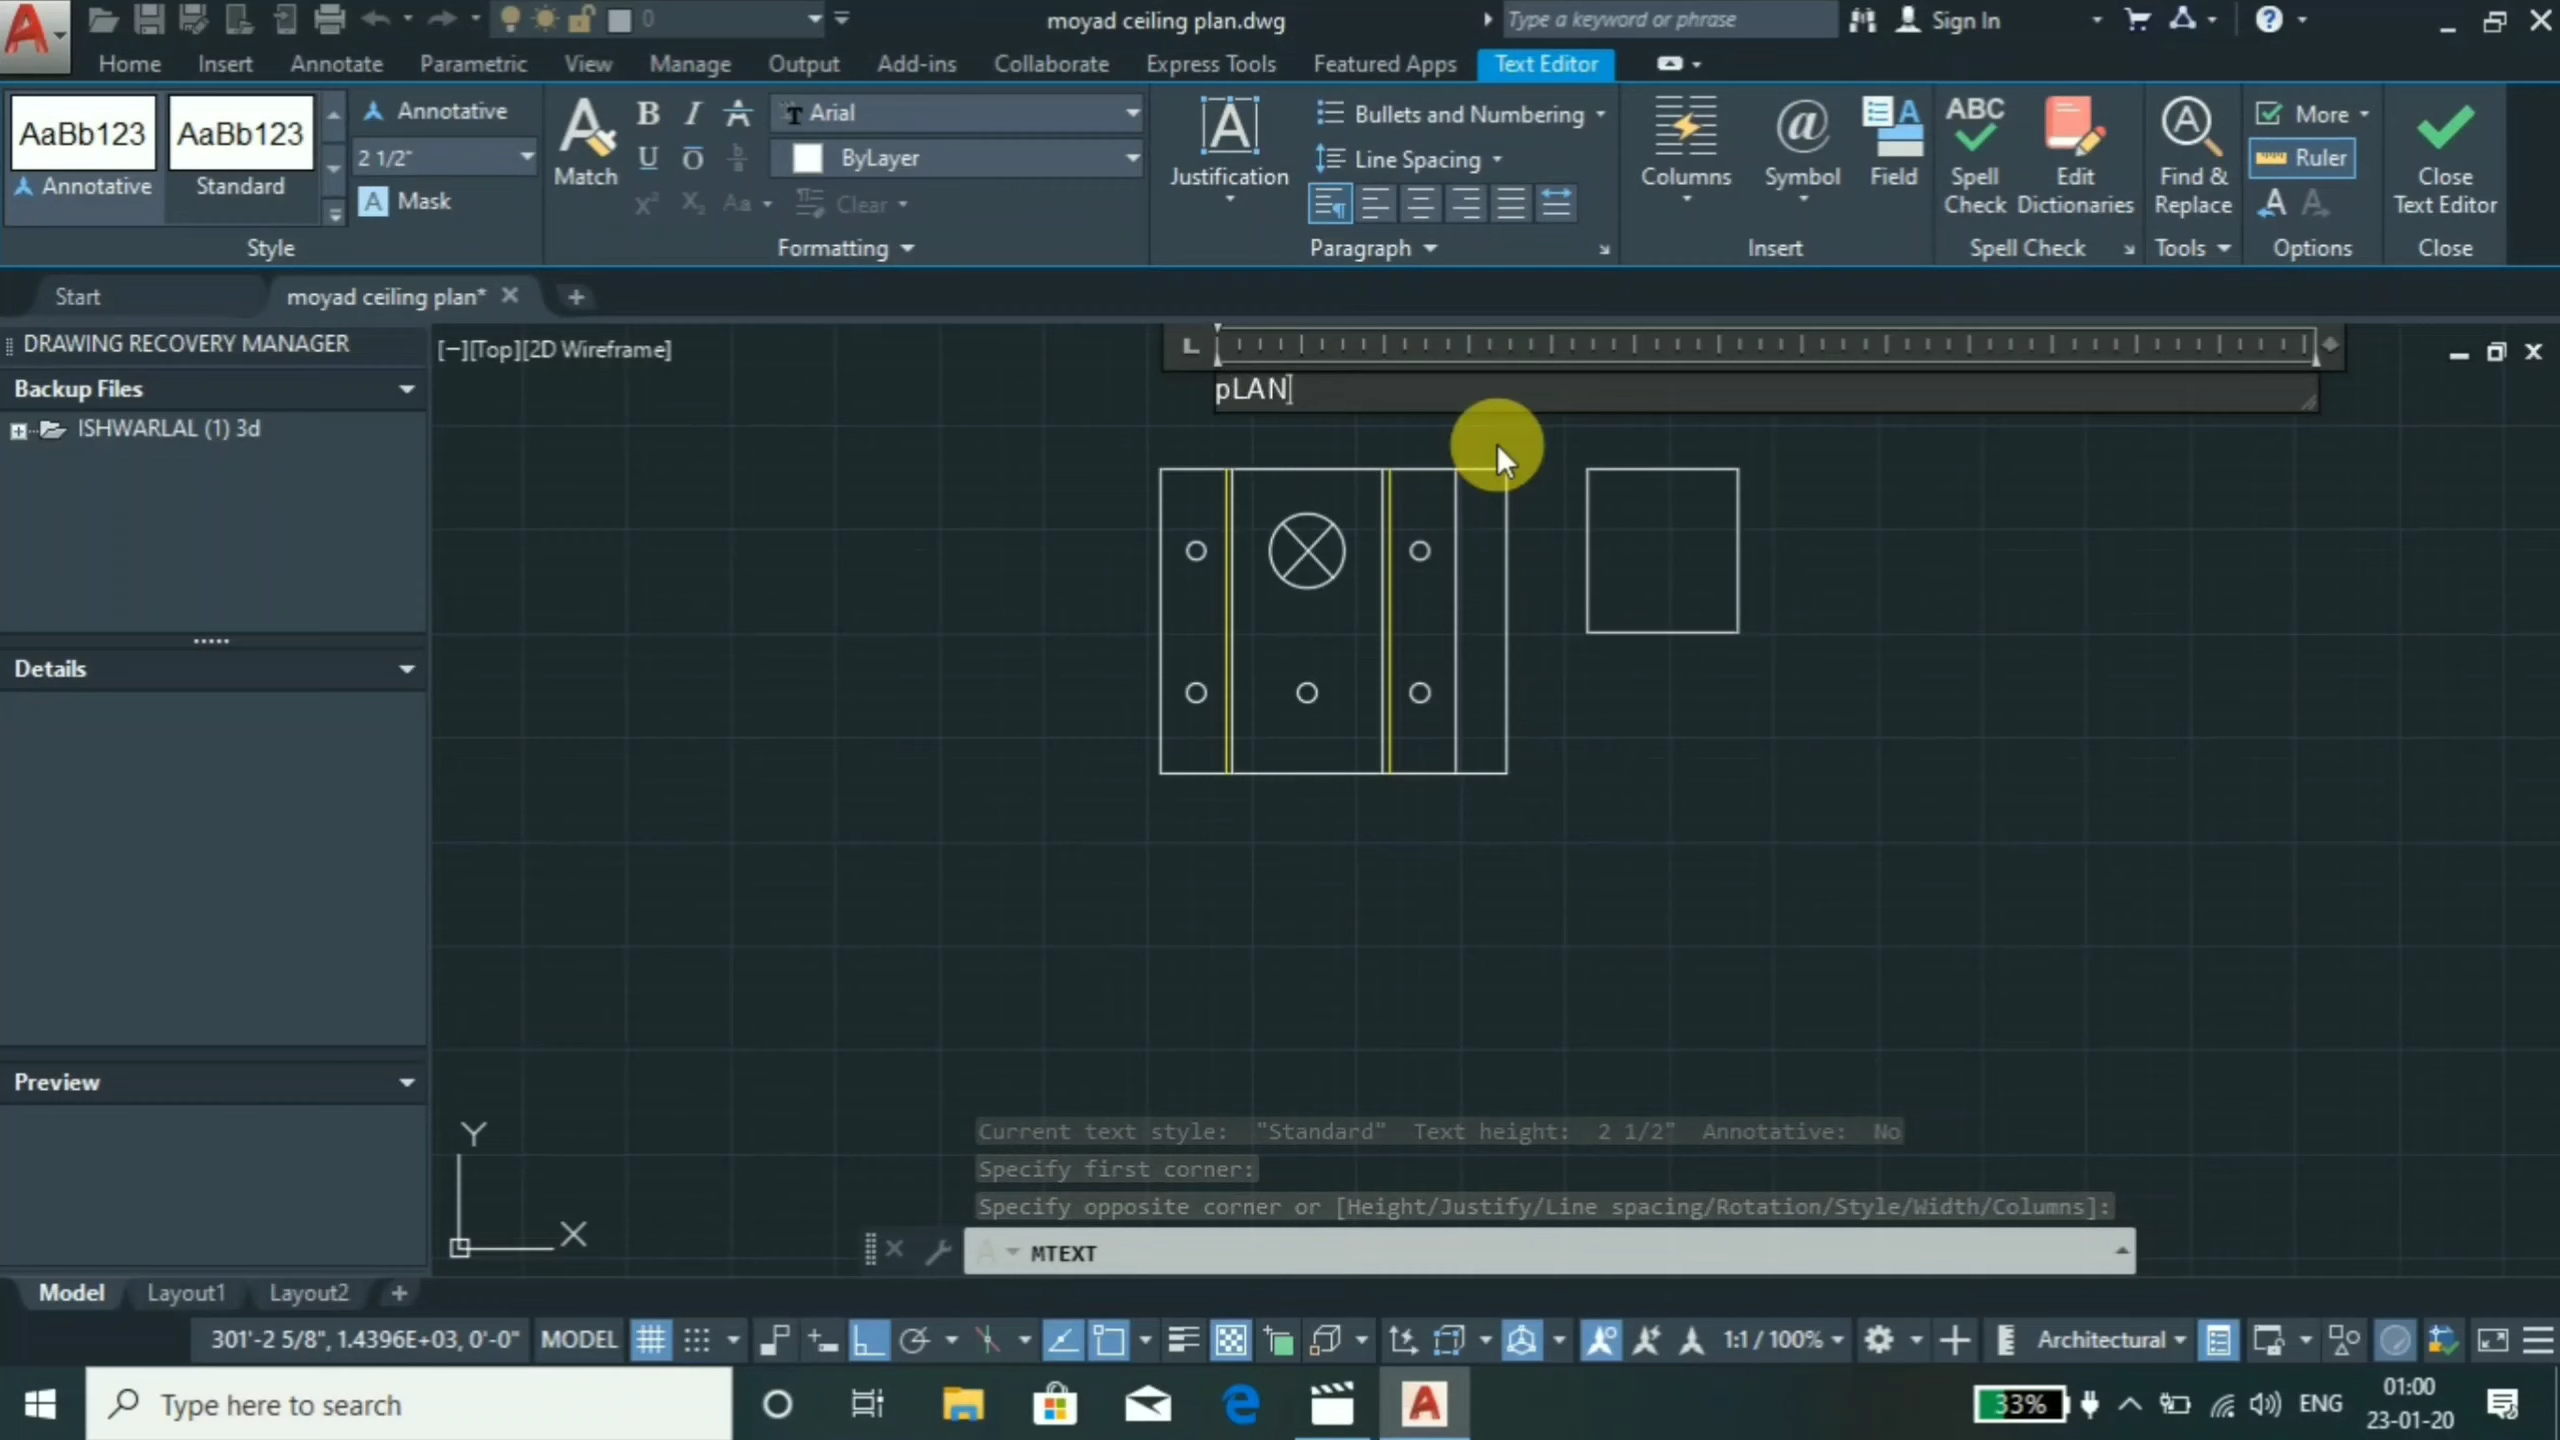 0
moyad ceiling plan.dwg
Type a keyword or phrase
Sign In
Home
Insert
Annotate
Parametric
View
Manage
Output
Add-ins
Collaborate
Express Tools
Featured Apps
Text Editor
AaBb123
AaBb123
Annotative
Standard
Annotative
2 1/2"
A Mask
Style
Match
B I A
U O b/a
Arial
ByLayer
X² X₂ Aa Clear
Formatting
Justification
Bullets and Numbering
Line Spacing
Paragraph
Columns
Symbol
Field
Insert
ABC
Spell Check
Edit Dictionaries
Spell Check
Find & Replace
Tools
More
Ruler
Options
Close Text Editor
Close
Start
moyad ceiling plan*
DRAWING RECOVERY MANAGER
Backup Files
ISHWARLAL (1) 3d
Details
Preview
[−][Top][2D Wireframe]
pLAN
Y
X
Current text style: "Standard" Text height: 2 1/2" Annotative: No
Specify first corner:
Specify opposite corner or [Height/Justify/Line spacing/Rotation/Style/Width/Columns]:
MTEXT
Model
Layout1
Layout2
301'-2 5/8", 1.4396E+03, 0'-0"
MODEL
1:1 / 100%
Architectural
Type here to search
33%
ENG
01:00
23-01-20